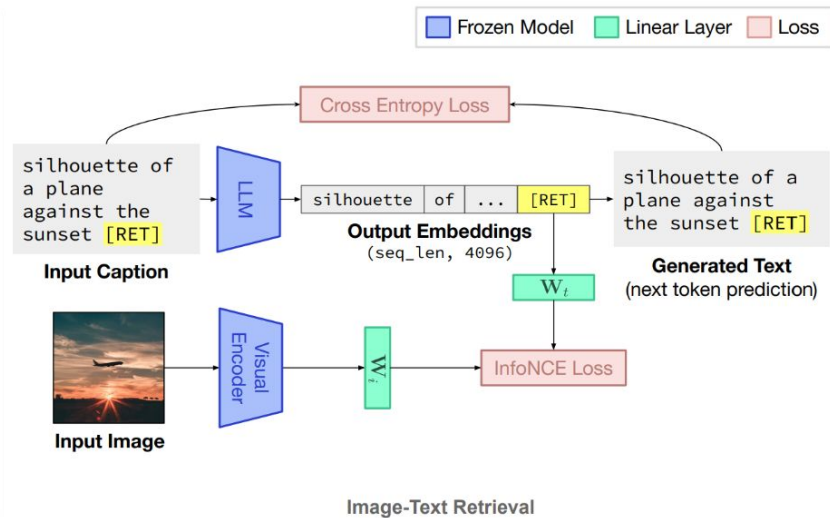 Frozen Model
Linear Layer
Loss
Cross Entropy Loss
silhouette of
a plane
against the
sunset [RET]
Input Caption
LLM
silhouette of ... [RET]
Output Embeddings
(seq_len, 4096)
silhouette of a
plane against
the sunset [RET]
Generated Text
(next token prediction)
W_t
Input Image
Visual
Encoder
W
InfoNCE Loss
Image-Text Retrieval